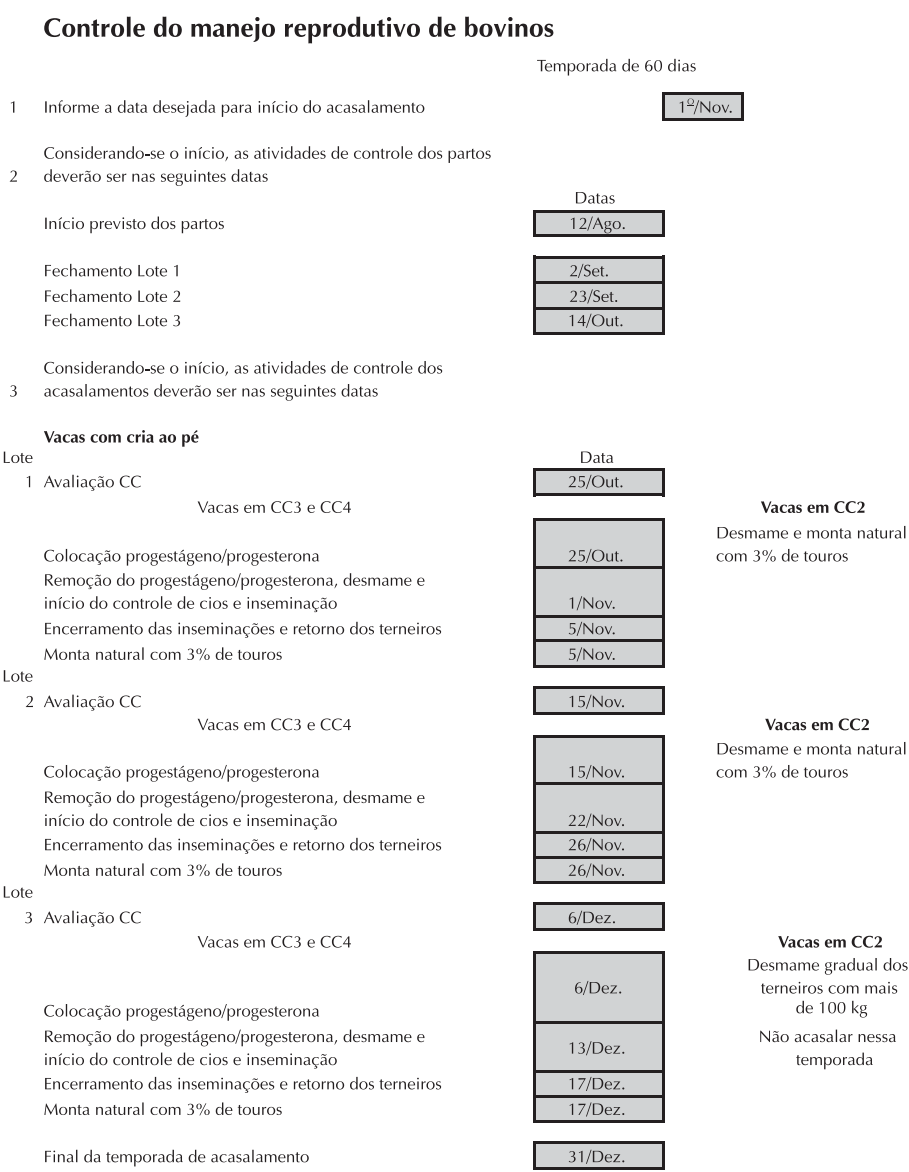 Controle do manejo reprodutivo de bovinos
Temporada de 60 dias
1 Informe a data desejada para início do acasalamento 1º/Nov.
Considerando-se o início, as atividades de controle dos partos
2 deverão ser nas seguintes datas
Datas
Início previsto dos partos 12/Ago.
Fechamento Lote 1 2/Set.
Fechamento Lote 2 23/Set.
Fechamento Lote 3 14/Out.
Considerando-se o início, as atividades de controle dos
3 acasalamentos deverão ser nas seguintes datas
Vacas com cria ao pé
Lote Data
1 Avaliação CC 25/Out.
Vacas em CC3 e CC4 Vacas em CC2
Desmame e monta natural
Colocação progestágeno/progesterona 25/Out. com 3% de touros
Remoção do progestágeno/progesterona, desmame e
início do controle de cios e inseminação 1/Nov.
Encerramento das inseminações e retorno dos terneiros 5/Nov.
Monta natural com 3% de touros 5/Nov.
Lote
2 Avaliação CC 15/Nov.
Vacas em CC3 e CC4 Vacas em CC2
Desmame e monta natural
Colocação progestágeno/progesterona 15/Nov. com 3% de touros
Remoção do progestágeno/progesterona, desmame e
início do controle de cios e inseminação 22/Nov.
Encerramento das inseminações e retorno dos terneiros 26/Nov.
Monta natural com 3% de touros 26/Nov.
Lote
3 Avaliação CC 6/Dez.
Vacas em CC3 e CC4 Vacas em CC2
Desmame gradual dos
6/Dez. terneiros com mais
Colocação progestágeno/progesterona de 100 kg
Remoção do progestágeno/progesterona, desmame e 13/Dez. Não acasalar nessa
início do controle de cios e inseminação temporada
Encerramento das inseminações e retorno dos terneiros 17/Dez.
Monta natural com 3% de touros 17/Dez.
Final da temporada de acasalamento 31/Dez.